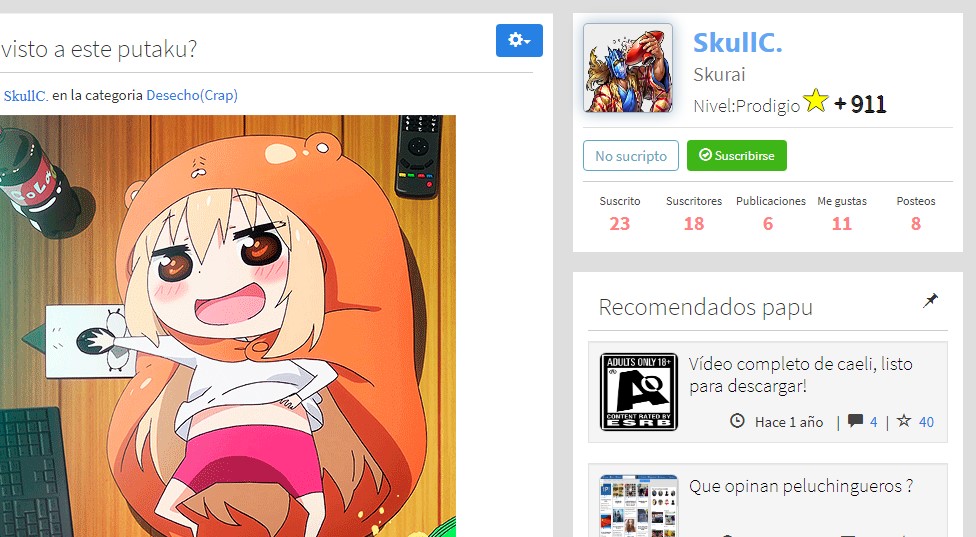 visto a este putaku?
SkullC. en la categoria Desecho(Crap)
CoLa
SkullC.
Skurai
Nivel:Prodigio + 911
No sucripto
Suscribirse
Suscrito Suscritores Publicaciones Me gustas Posteos
23 18 6 11 8
Recomendados papu
ADULTS ONLY 18+
AO
CONTENT RATED BY
ESRB
Vídeo completo de caeli, listo
para descargar!
Hace 1 año | 4 | 40
Que opinan peluchingueros ?